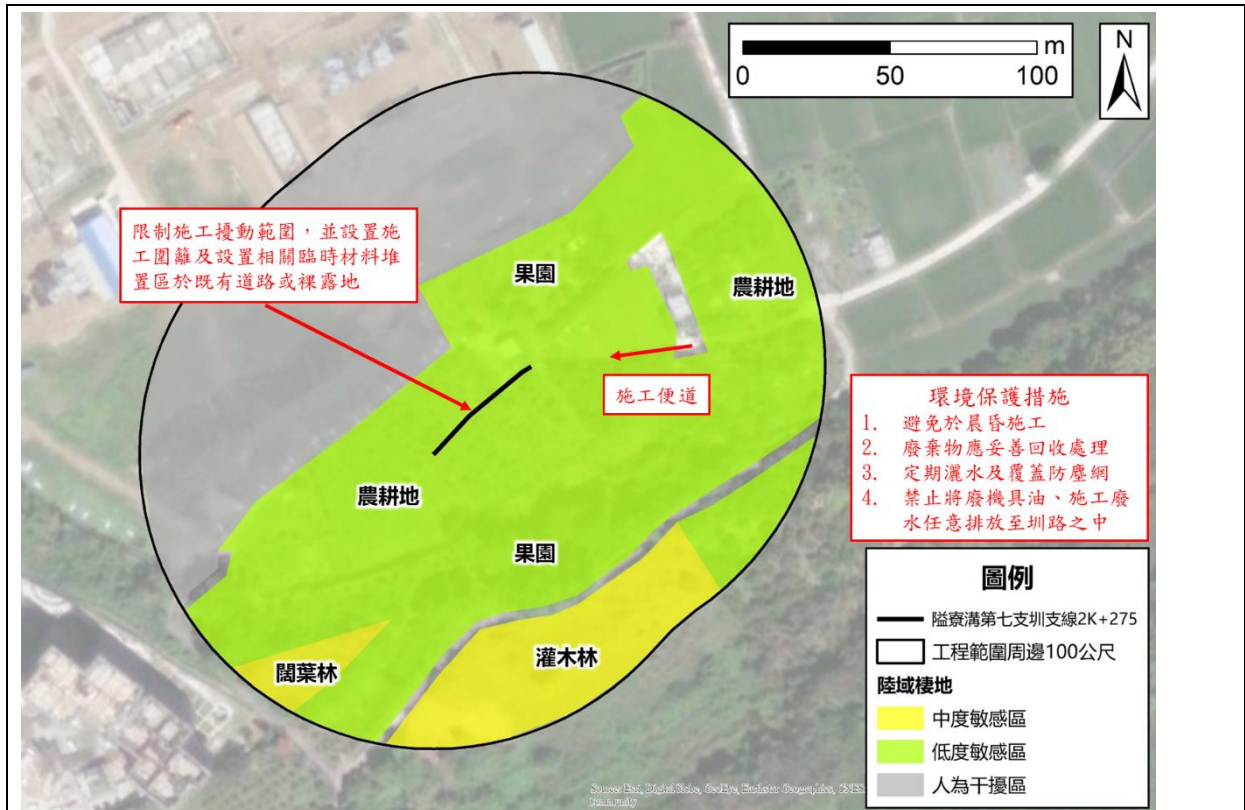 m
0 50 100
N
限制施工擾動範圍，並設置施
工圍籬及設置相關臨時材料堆
置區於既有道路或裸露地
果園
農耕地
施工便道
環境保護措施
1. 避免於晨昏施工
2. 廢棄物應妥善回收處理
3. 定期灑水及覆蓋防塵網
4. 禁止將廢機具油、施工廢
水任意排放至圳路之中
農耕地
果園
灌木林
闊葉林
圖例
隘寮溝第七支圳支線2K+275
工程範圍周邊100公尺
陸域棲地
中度敏感區
低度敏感區
人為干擾區
Source: Esri, DigitalGlobe, GeoEye, Earthstar Geographics, CNES
Community